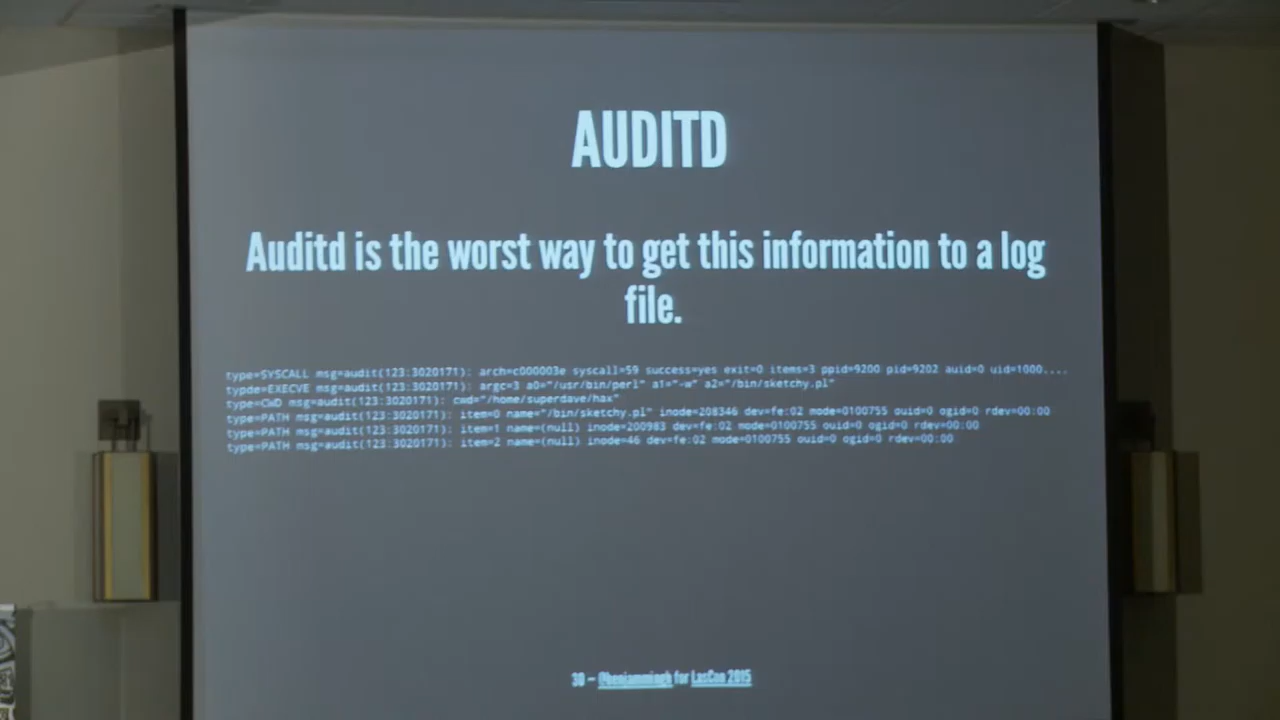 AUDITD
Auditd is the worst way to get this information to a log
file.
type=SYSCALL msg=audit(123:3020171): arch=c000003e syscall=59 success=yes exit=0 items=3 ppid=9200 pid=9202 auid=0 uid=1000....
typde=EXECVE msg=audit(123:3020171): argc=3 a0="/usr/bin/perl" a1="-w" a2="/bin/sketchy.pl"
type=CWD msg=audit(123:3020171): cwd="/home/superdave/hax"
type=PATH msg=audit(123:3020171): item=0 name="/bin/sketchy.pl" inode=208346 dev=fe:02 mode=0100755 ouid=0 ogid=0 rdev=00:00
type=PATH msg=audit(123:3020171): item=1 name=(null) inode=200983 dev=fe:02 mode=0100755 ouid=0 ogid=0 rdev=00:00
type=PATH msg=audit(123:3020171): item=2 name=(null) inode=46 dev=fe:02 mode=0100755 ouid=0 ogid=0 rdev=00:00
30 — @benjammingh for LasCon 2015